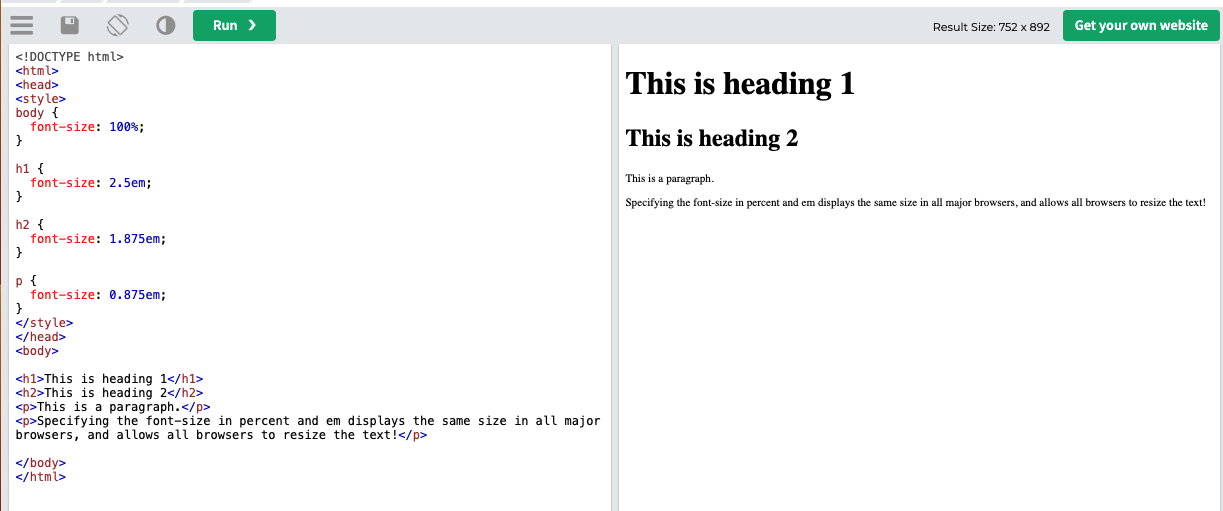 Run ❯
Result Size: 752 x 892
Get your own website
<!DOCTYPE html>
<html>
<head>
<style>
body {
  font-size: 100%;
}

h1 {
  font-size: 2.5em;
}

h2 {
  font-size: 1.875em;
}

p {
  font-size: 0.875em;
}
</style>
</head>
<body>

<h1>This is heading 1</h1>
<h2>This is heading 2</h2>
<p>This is a paragraph.</p>
<p>Specifying the font-size in percent and em displays the same size in all major
browsers, and allows all browsers to resize the text!</p>

</body>
</html>
This is heading 1
This is heading 2
This is a paragraph.
Specifying the font-size in percent and em displays the same size in all major browsers, and allows all browsers to resize the text!